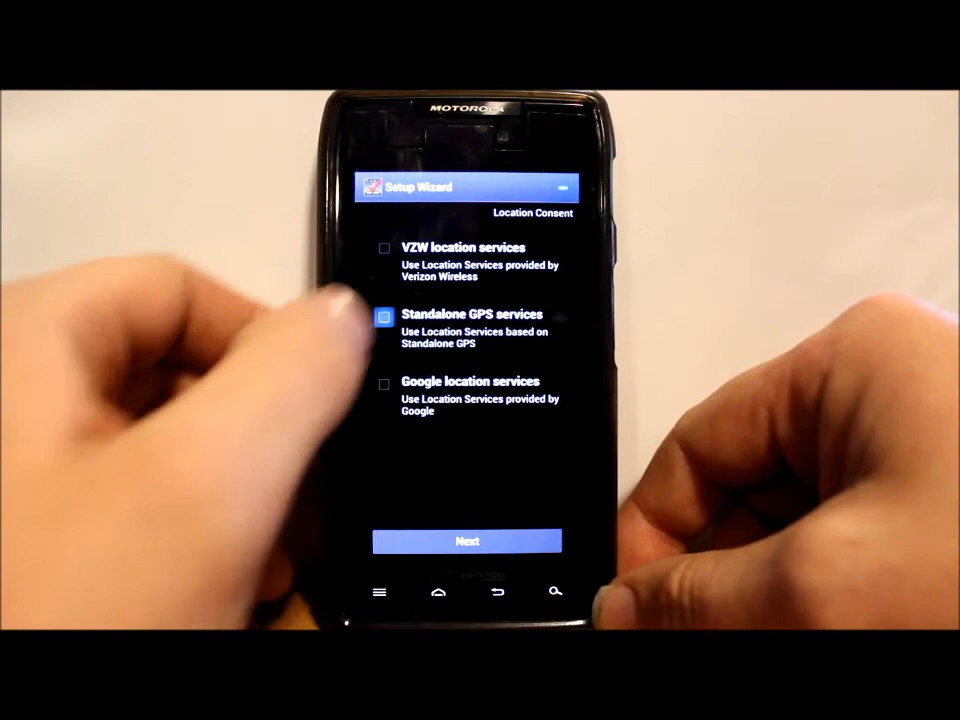 MOTOROLA
Setup Wizard
Location Consent
VZW location services
Use Location Services provided by
Verizon Wireless
Standalone GPS services
Use Location Services based on
Standalone GPS
Google location services
Use Location Services provided by
Google
Next